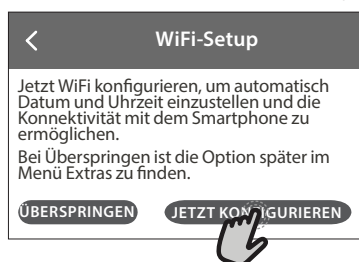 WiFi-Setup
Jetzt WiFi konfigurieren, um automatisch
Datum und Uhrzeit einzustellen und die
Konnektivität mit dem Smartphone zu
ermöglichen.
Bei Überspringen ist die Option später im
Menü Extras zu finden.
ÜBERSPRINGEN
JETZT KONFIGURIEREN